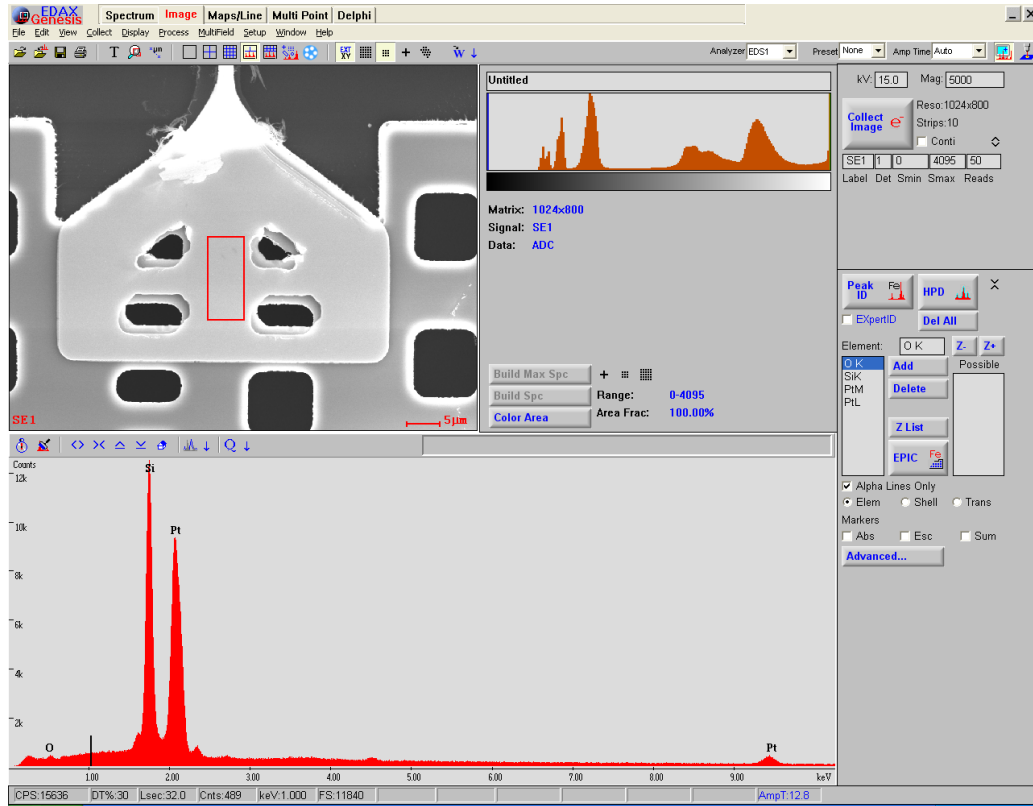 EDAX Genesis
Spectrum Image Maps/Line Multi Point Delphi
File Edit View Collect Display Process MultiField Setup Window Help
T µm EXT XY W Analyzer EDS1 Preset None Amp Time Auto
Untitled
Matrix: 1024x800
Signal: SE1
Data: ADC
Build Max Spc
Build Spc Range: 0-4095
Color Area Area Frac: 100.00%
SE1 5µm
kV: 15.0 Mag: 5000
Collect Image e- Reso:1024x800
Strips:10
Conti
SE1 1 0 4095 50
Label Det Smin Smax Reads
Peak ID Fe HPD
EXpertID Del All
Element: O K Z- Z+
O K Add Possible
SiK
PtM Delete
PtL
Z List
EPIC Fe
Alpha Lines Only
Elem Shell Trans
Markers
Abs Esc Sum
Advanced...
Q
Counts
12k
10k
8k
6k
4k
2k
Si
Pt
O
Pt
1.00 2.00 3.00 4.00 5.00 6.00 7.00 8.00 9.00 keV
CPS:15636 DT%:30 Lsec:32.0 Cnts:489 keV:1.000 FS:11840 AmpT:12.8